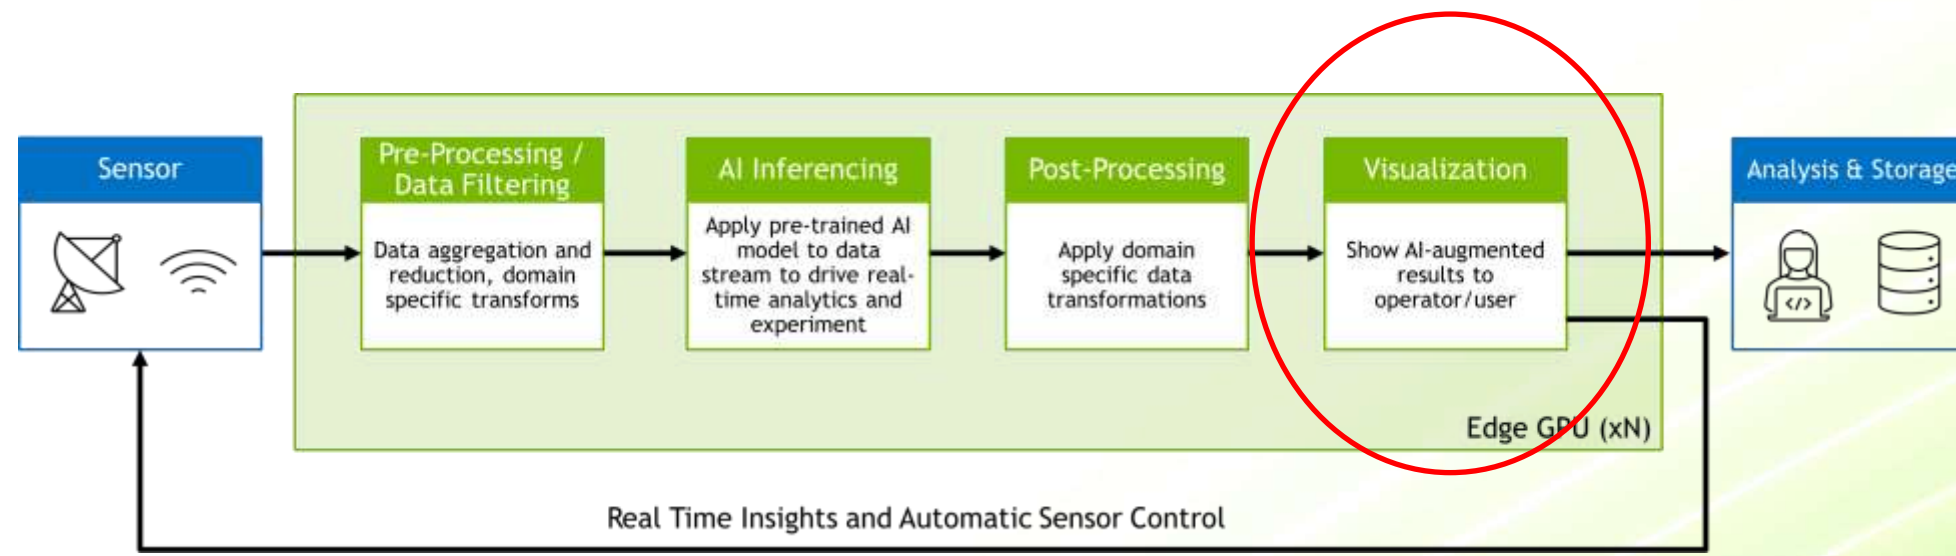 Sensor
Pre-Processing /
Data Filtering
Data aggregation and
reduction, domain
specific transforms
AI Inferencing
Apply pre-trained AI
model to data
stream to drive real-
time analytics and
experiment
Post-Processing
Apply domain
specific data
transformations
Visualization
Show AI-augmented
results to
operator/user
Analysis & Storage
</>
Edge GPU (xN)
Real Time Insights and Automatic Sensor Control